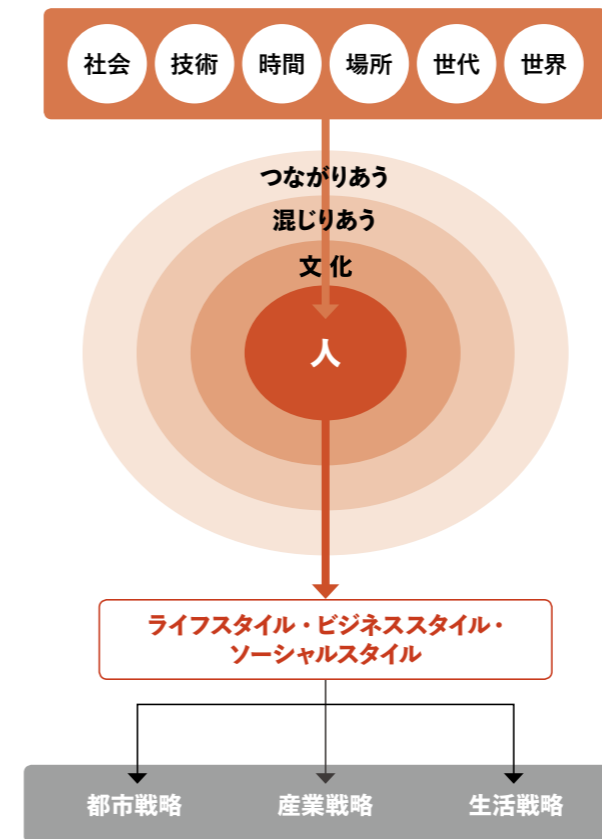 社会 技術 時間 場所 世代 世界
つながりあう
混じりあう
文化
人
ライフスタイル・ビジネススタイル・
ソーシャルスタイル
都市戦略 産業戦略 生活戦略